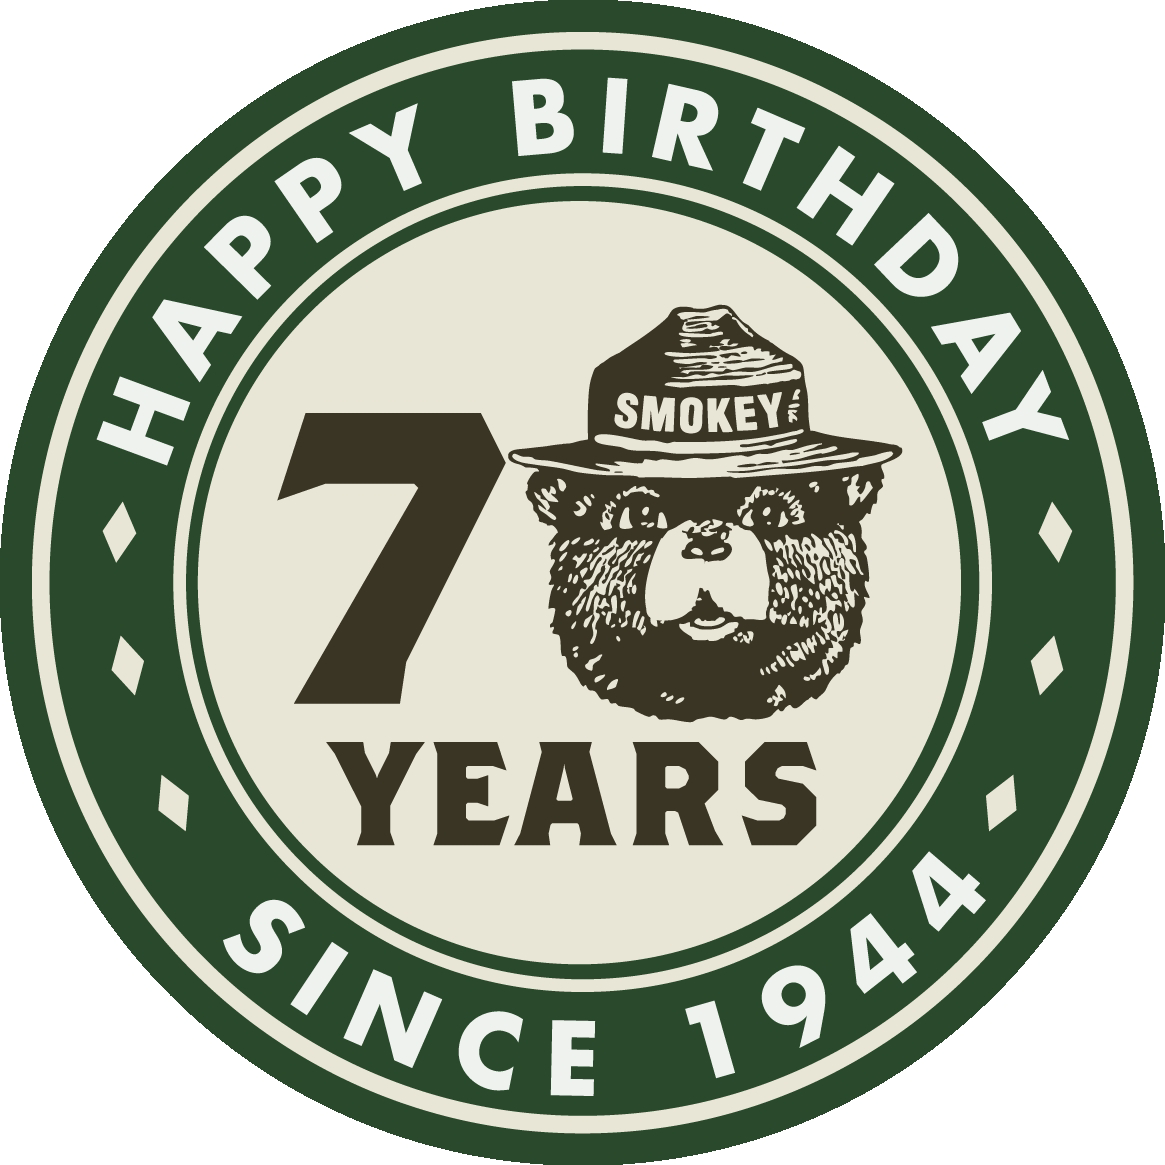 HAPPY BIRTHDAY
SMOKEY
7
YEARS
SINCE 1944